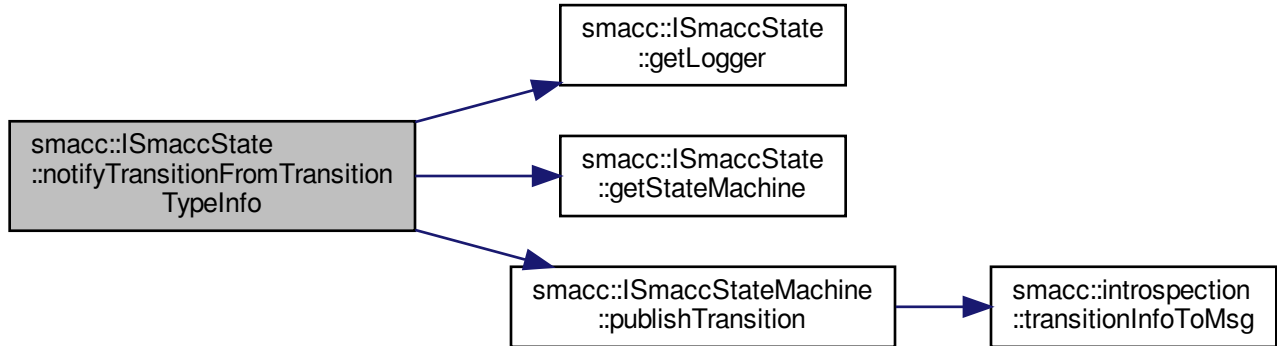 smacc::ISmaccState
::getLogger
smacc::ISmaccState
::notifyTransitionFromTransition
TypeInfo
smacc::ISmaccState
::getStateMachine
smacc::ISmaccStateMachine
::publishTransition
smacc::introspection
::transitionInfoToMsg